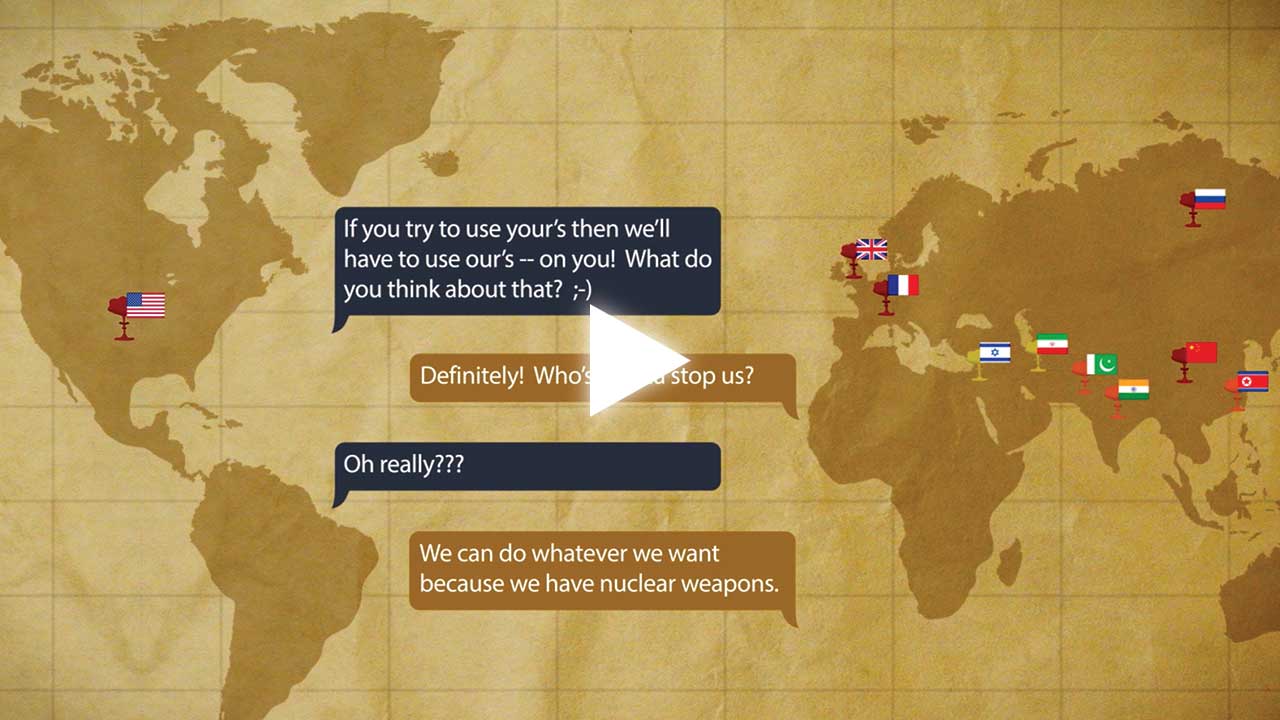 If you try to use your’s then we’ll
have to use our’s -- on you!  What do
you think about that?  ;-)
Definitely!  Who’s stop us?
Oh really???
We can do whatever we want
because we have nuclear weapons.